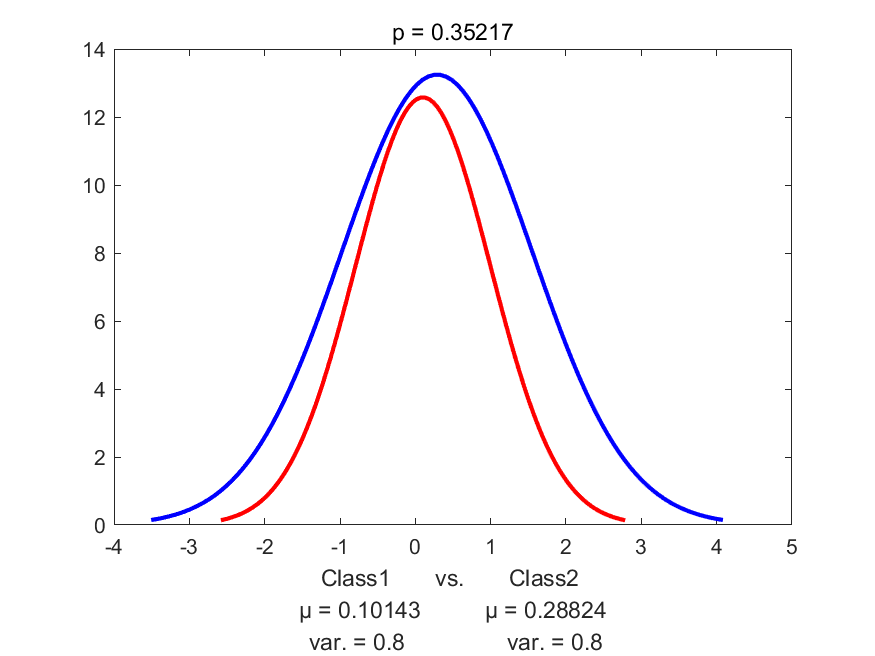 p = 0.35217
14
12
10
8
6
4
2
0
-4 -3 -2 -1 0 1 2 3 4 5
Class1 vs. Class2
μ = 0.10143 μ = 0.28824
var. = 0.8 var. = 0.8